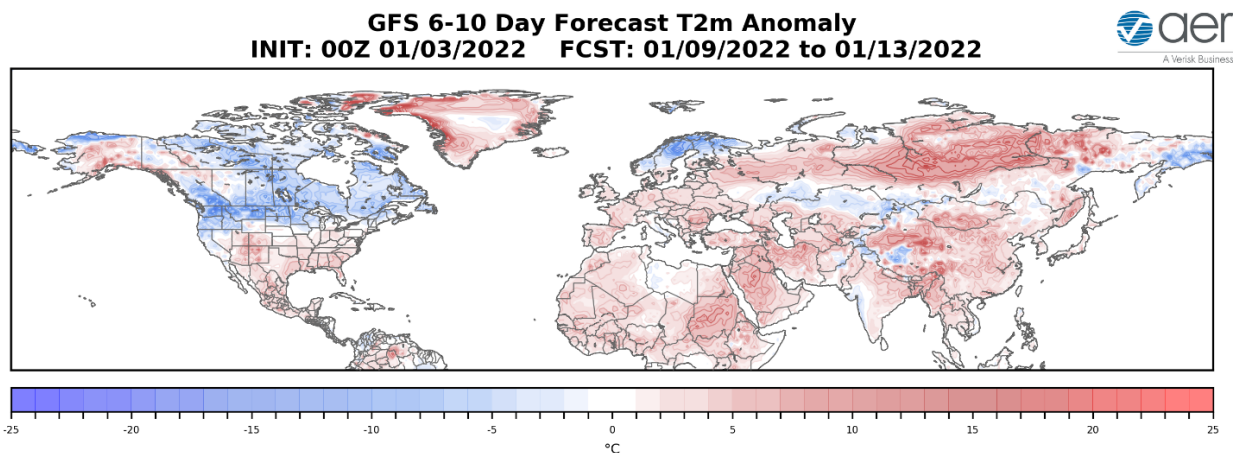 GFS 6-10 Day Forecast T2m Anomaly
INIT: 00Z 01/03/2022 FCST: 01/09/2022 to 01/13/2022
aer
A Verisk Business
-25 -20 -15 -10 -5 0 5 10 15 20 25
°C